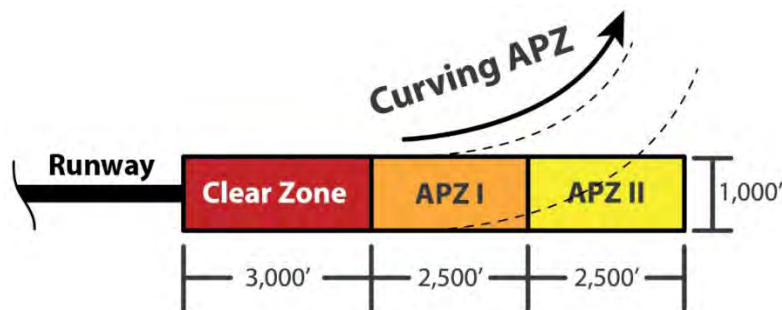 Curving APZ
Runway
Clear Zone
APZ I
APZ II
1,000’
3,000’
2,500’
2,500’